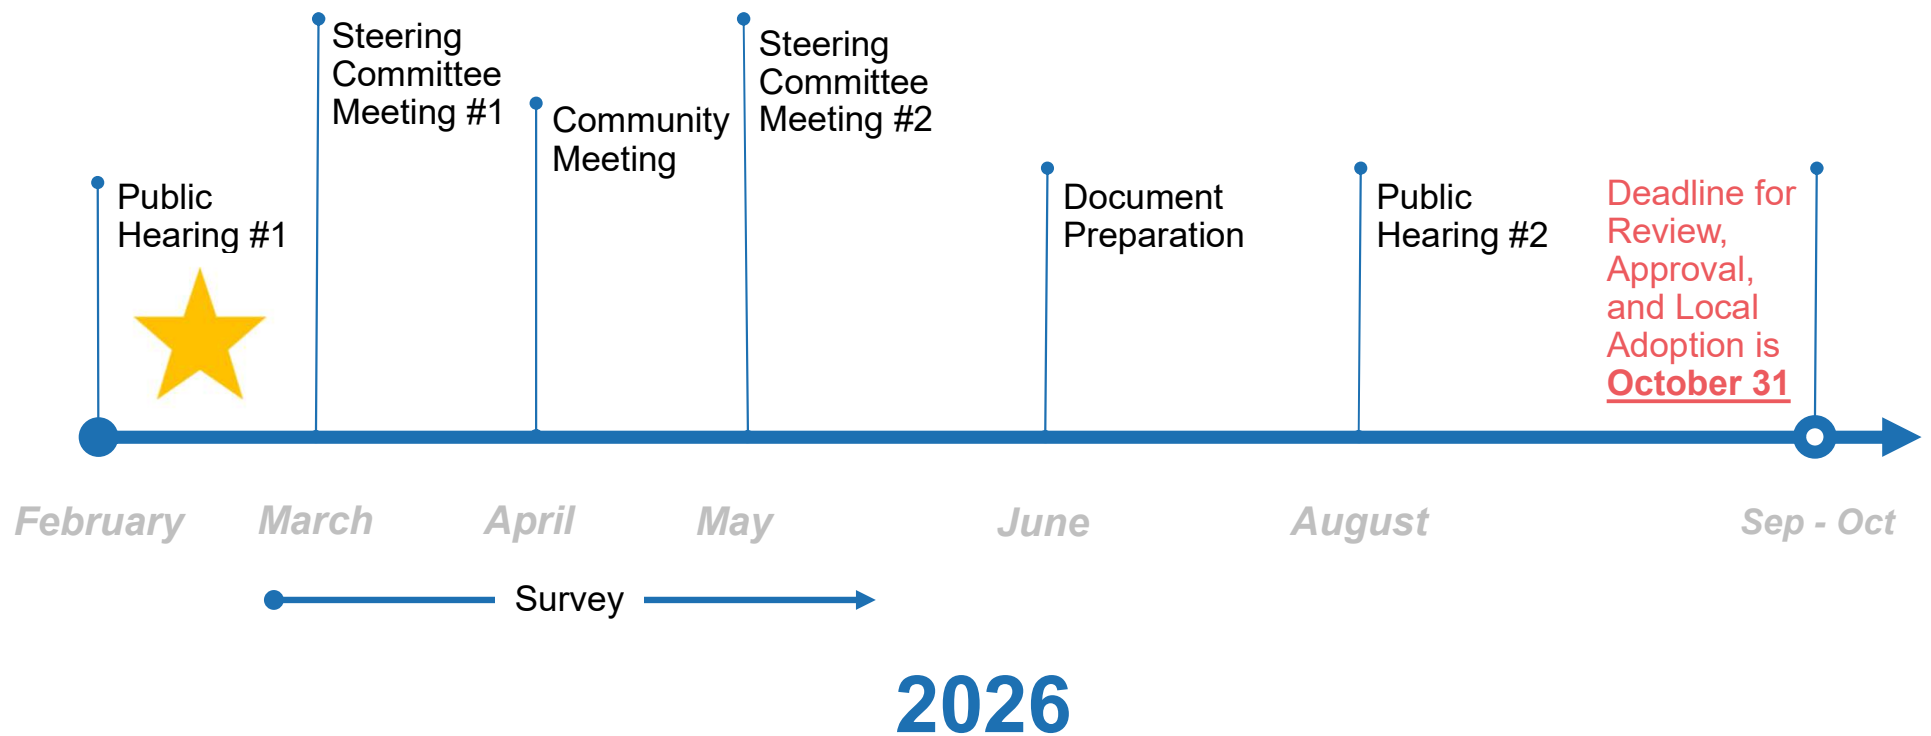 Steering
Committee
Meeting #1
Steering
Committee
Meeting #2
Community
Meeting
Public
Hearing #1
Document
Preparation
Public
Hearing #2
Deadline for
Review,
Approval,
and Local
Adoption is
October 31
February
March
April
May
June
August
Sep - Oct
Survey
2026